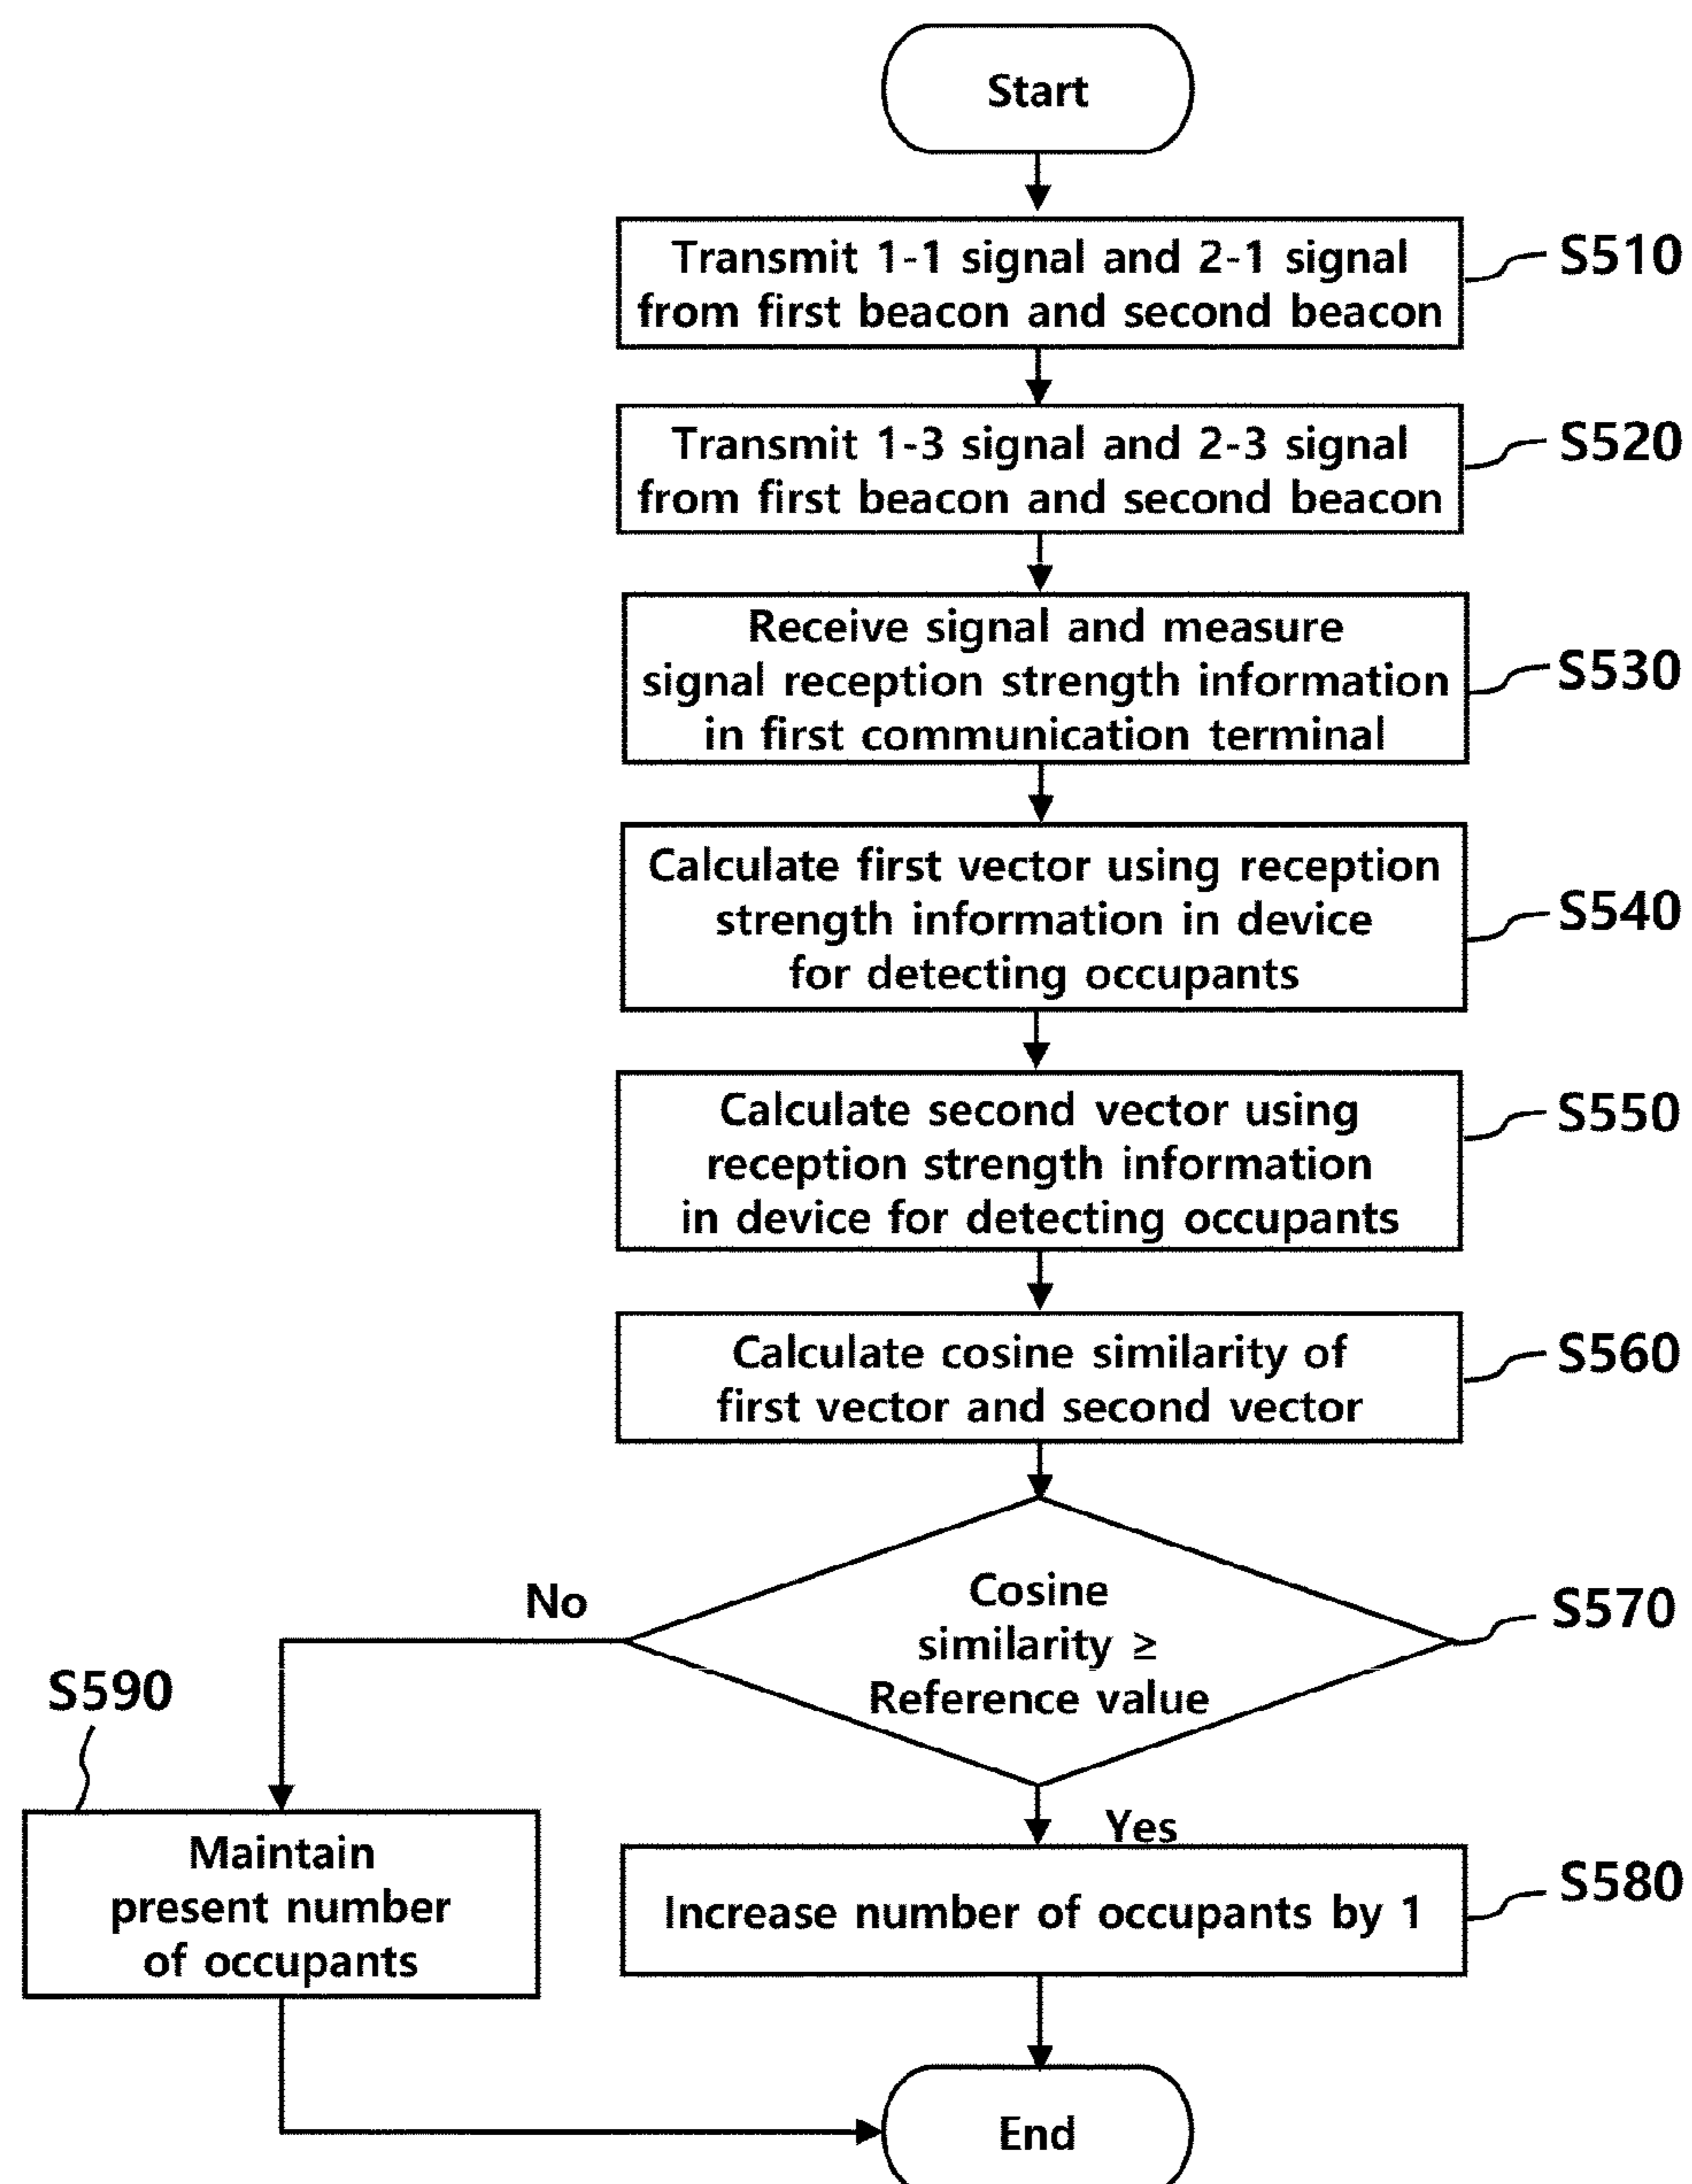 Start
Transmit 1-1 signal and 2-1 signal
from first beacon and second beacon
S510
Transmit 1-3 signal and 2-3 signal
from first beacon and second beacon
S520
Receive signal and measure
signal reception strength information
in first communication terminal
S530
Calculate first vector using reception
strength information in device
for detecting occupants
S540
Calculate second vector using
reception strength information
in device for detecting occupants
S550
Calculate cosine similarity of
first vector and second vector
S560
Cosine
similarity ≥
Reference value
S570
No
S590
Maintain
present number
of occupants
Yes
Increase number of occupants by 1
S580
End